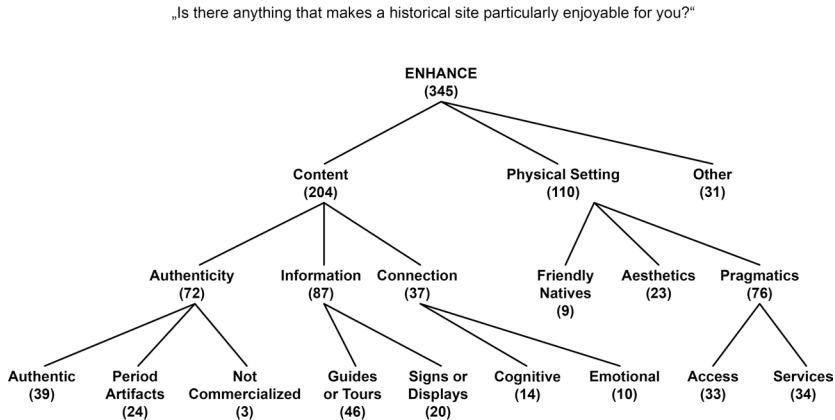 „Is there anything that makes a historical site particularly enjoyable for you?“
ENHANCE
(345)
Content
(204)
Physical Setting
(110)
Other
(31)
Authenticity
(72)
Information
(87)
Connection
(37)
Friendly
Natives
(9)
Aesthetics
(23)
Pragmatics
(76)
Authentic
(39)
Period
Artifacts
(24)
Not
Commercialized
(3)
Guides
or Tours
(46)
Signs or
Displays
(20)
Cognitive
(14)
Emotional
(10)
Access
(33)
Services
(34)